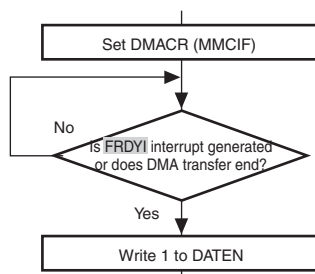 Set DMACR (MMCIF)
No
Is FRDYI interrupt generated
or does DMA transfer end?
Yes
Write 1 to DATEN